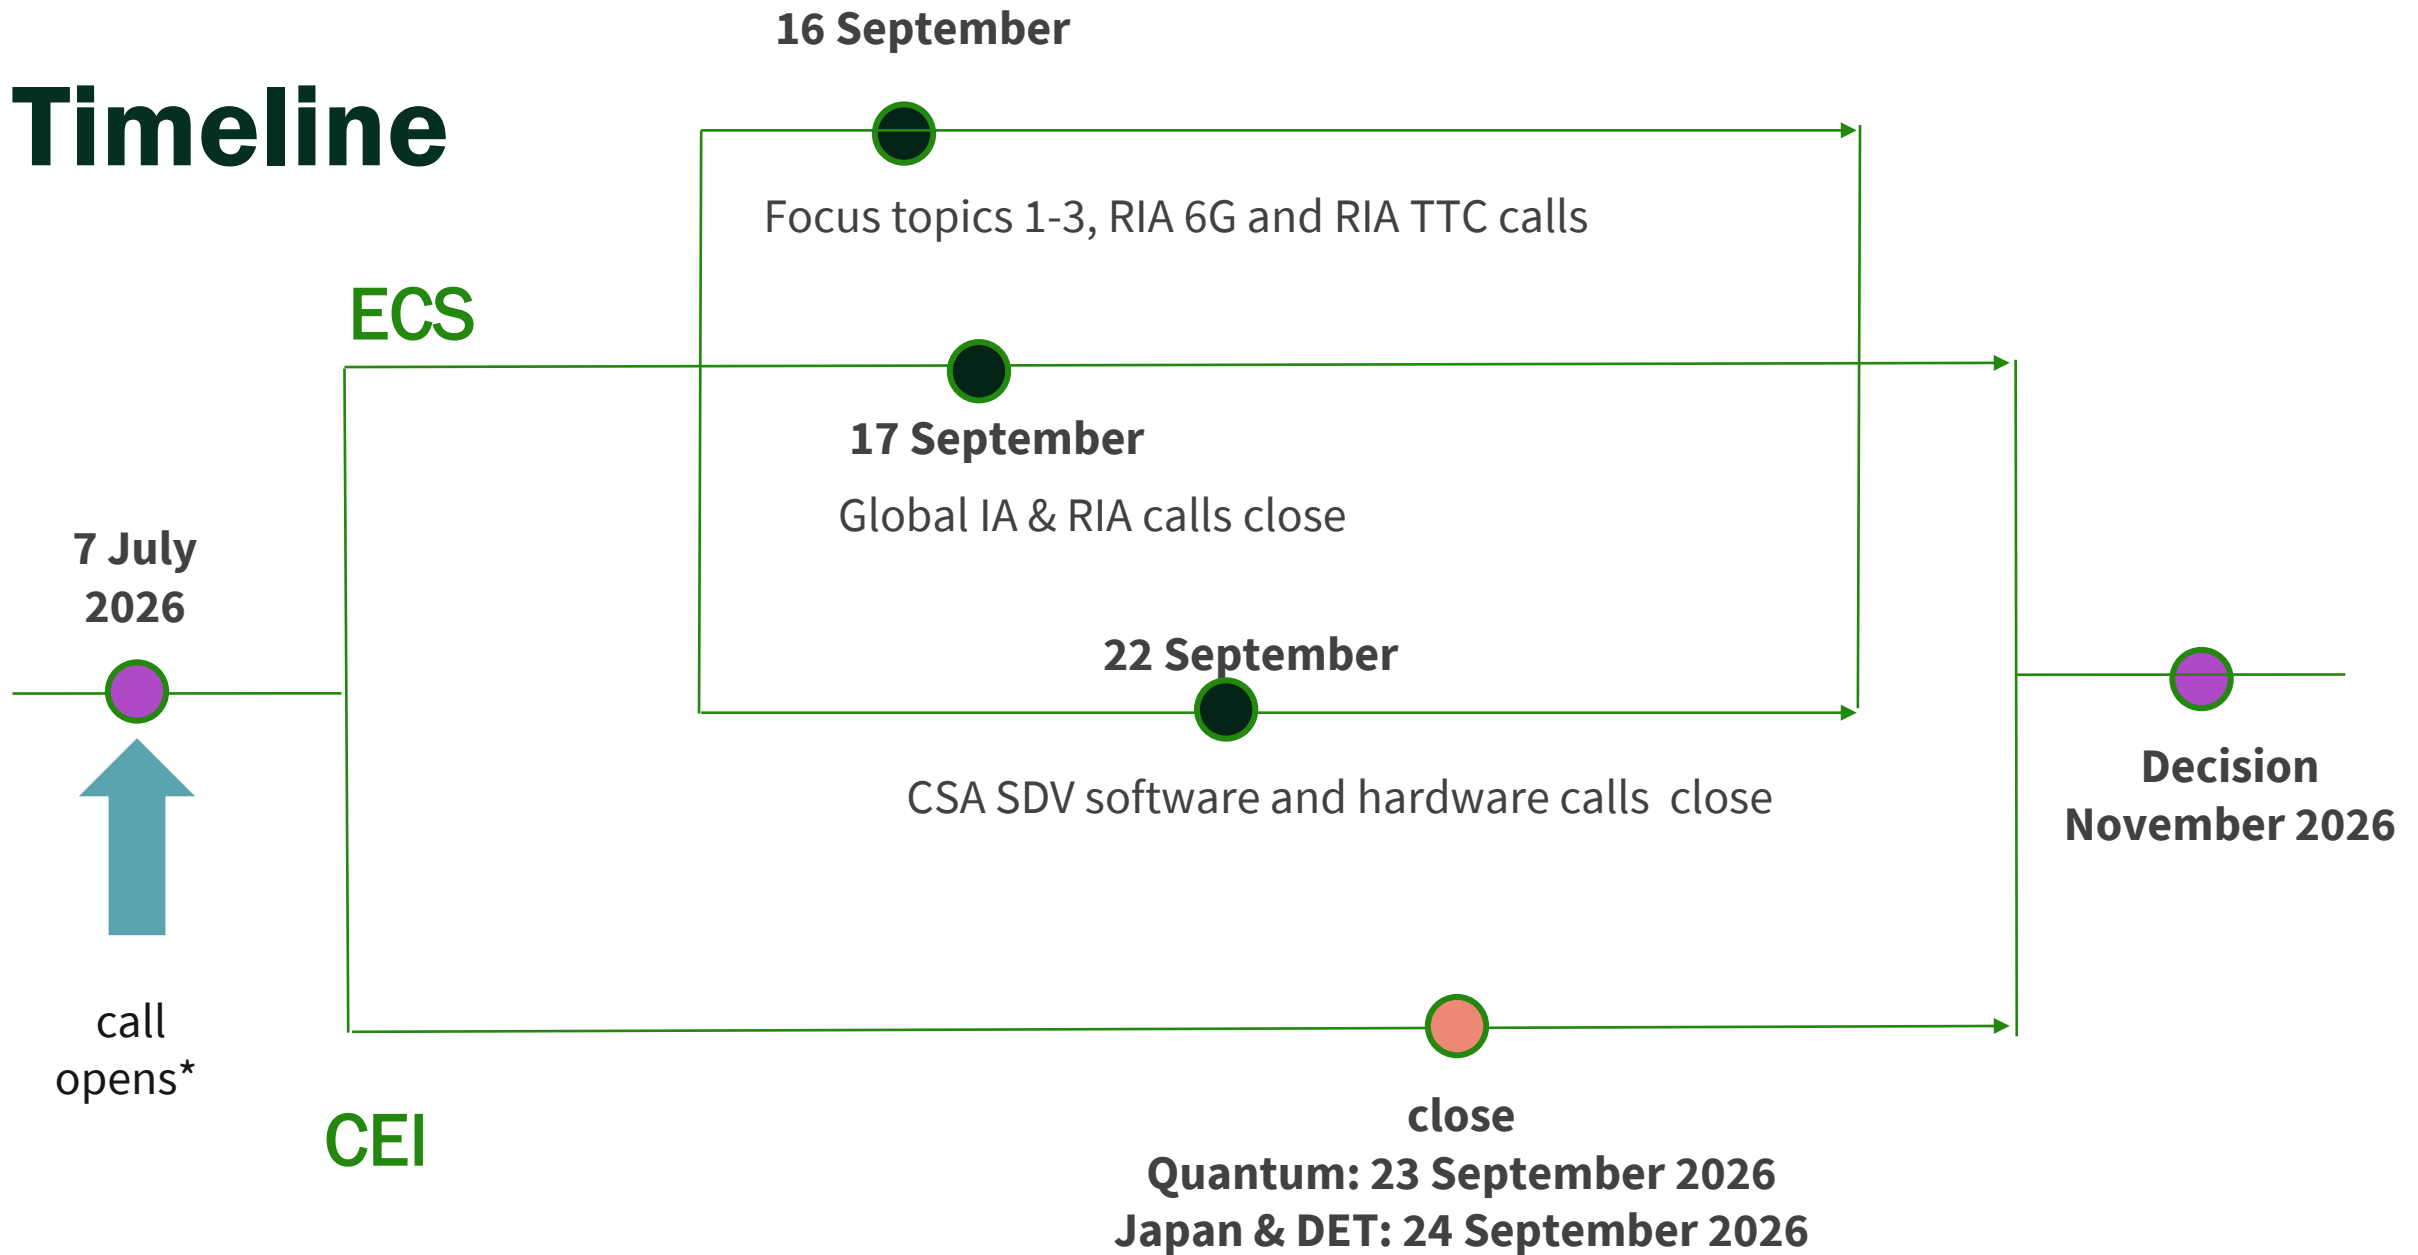 Timeline
16 September
Focus topics 1-3, RIA 6G and RIA TTC calls
ECS
17 September
Global IA & RIA calls close
7 July
2026
22 September
CSA SDV software and hardware calls  close
Decision
November 2026
call
opens*
CEI
close
Quantum: 23 September 2026
Japan & DET: 24 September 2026